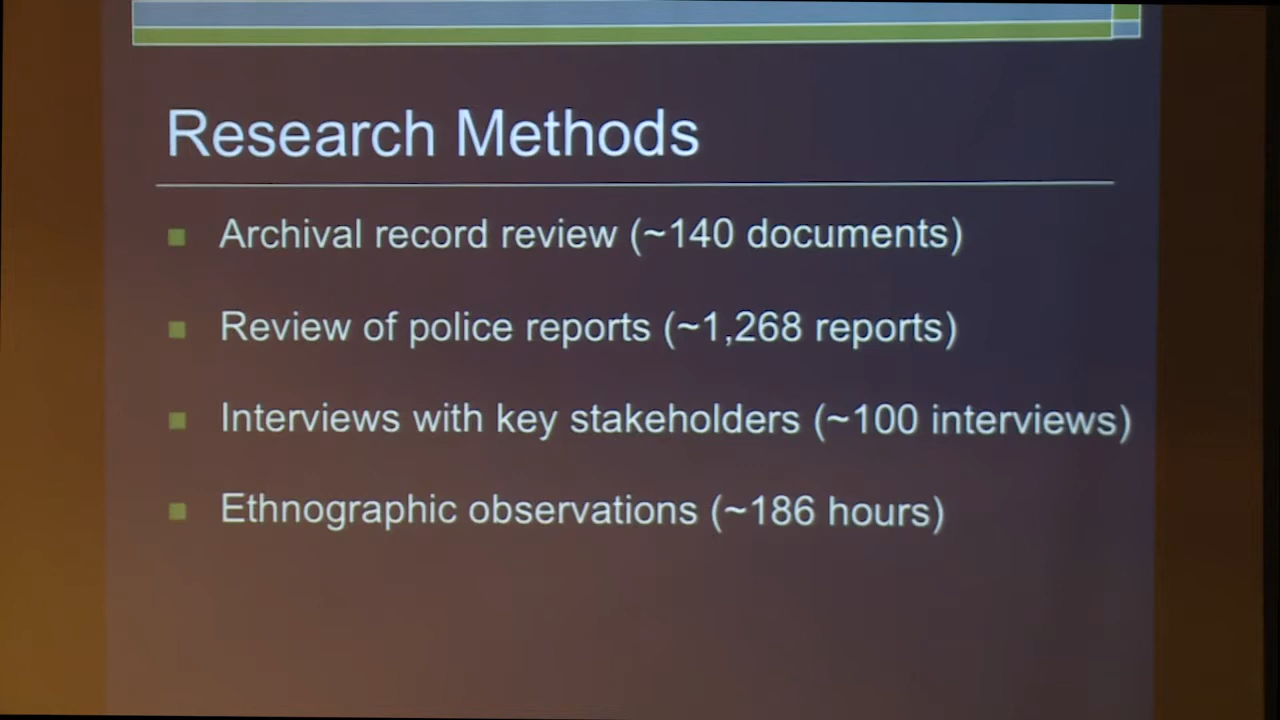 Research Methods
Archival record review (~140 documents)
Review of police reports (~1,268 reports)
Interviews with key stakeholders (~100 interviews)
Ethnographic observations (~186 hours)